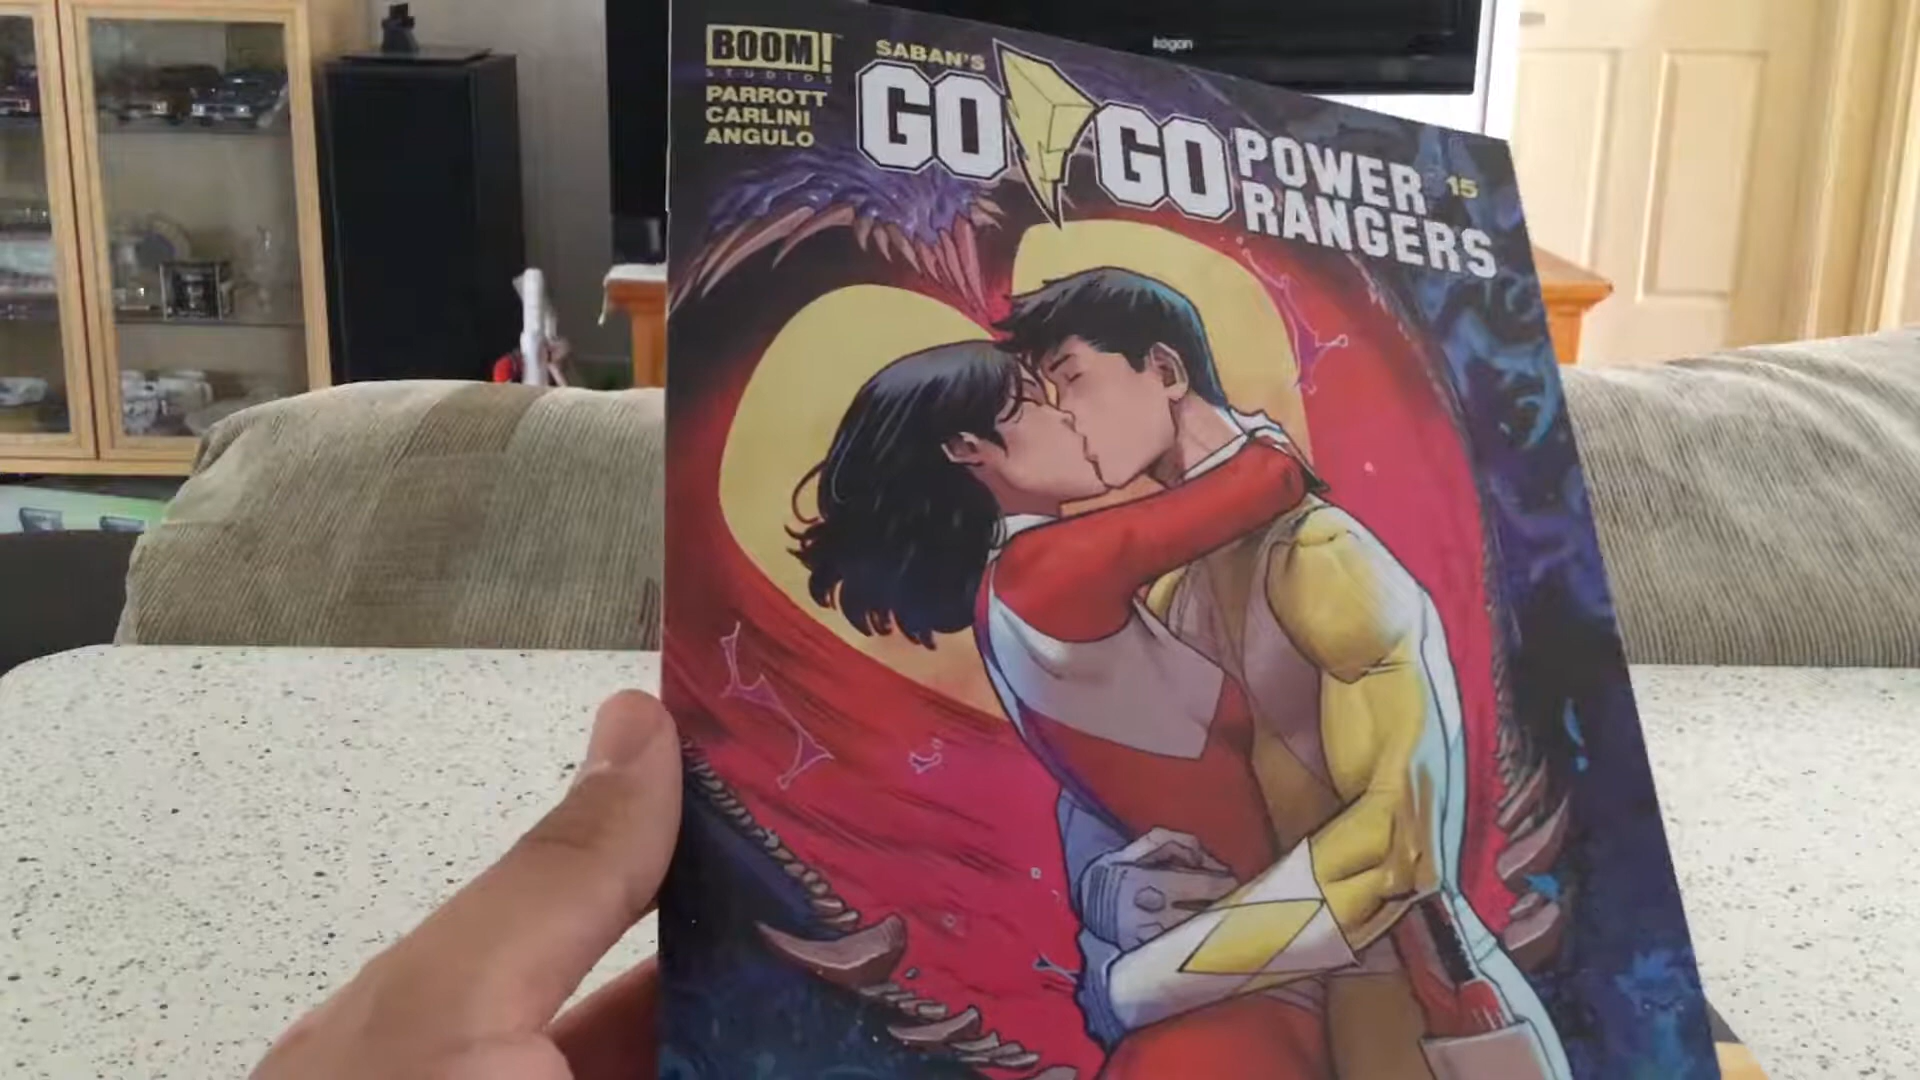 kogan
BOOM!
STUDIOS
PARROTT
CARLINI
ANGULO
SABAN'S
GO GO POWER RANGERS
15